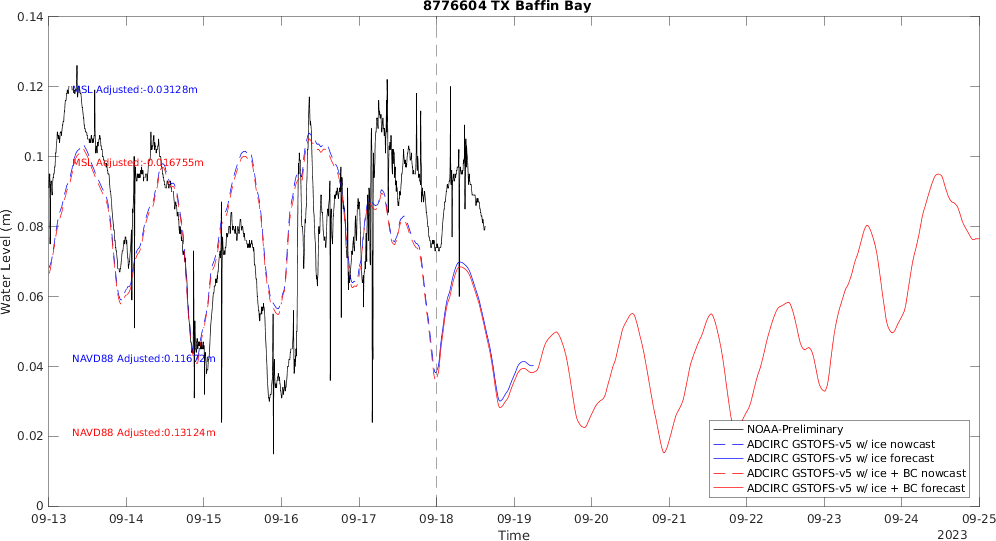 8776604 TX Baffin Bay
0.14
0.12
0.1
0.08
0.06
0.04
0.02
0
Water Level (m)
MSL Adjusted:-0.03128m
MSL Adjusted:-0.016755m
NAVD88 Adjusted:0.11672m
NAVD88 Adjusted:0.13124m
NOAA-Preliminary
ADCIRC GSTOFS-v5 w/ ice nowcast
ADCIRC GSTOFS-v5 w/ ice forecast
ADCIRC GSTOFS-v5 w/ ice + BC nowcast
ADCIRC GSTOFS-v5 w/ ice + BC forecast
09-13 09-14 09-15 09-16 09-17 09-18 09-19 09-20 09-21 09-22 09-23 09-24 09-25
Time
2023